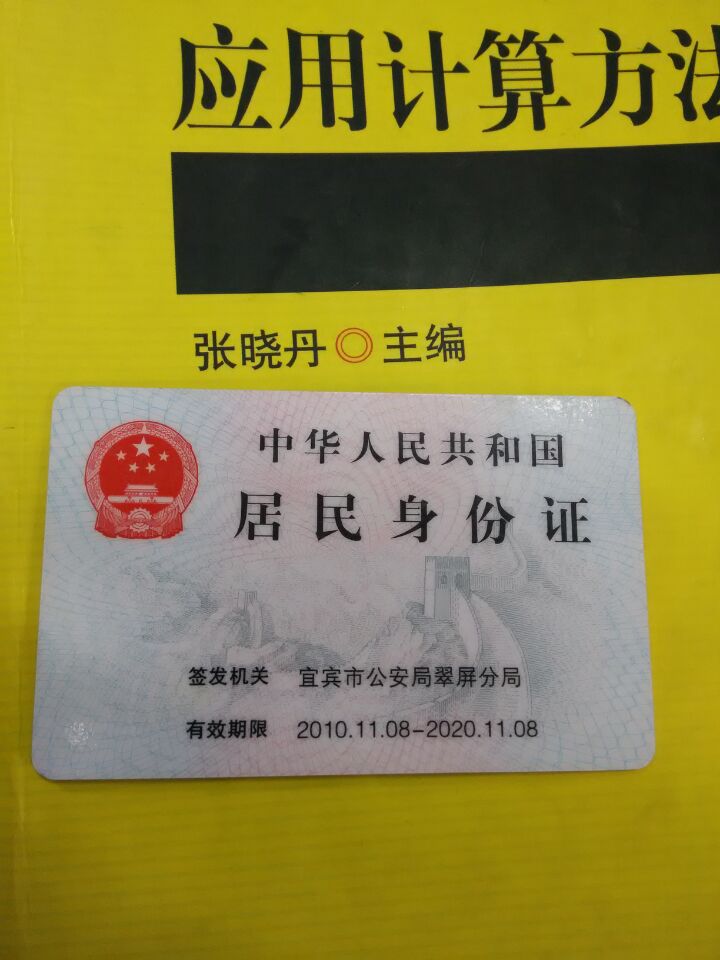 应用计算方法
张晓丹◎主编
中华人民共和国
居民身份证
签发机关 宜宾市公安局翠屏分局
有效期限 2010.11.08-2020.11.08